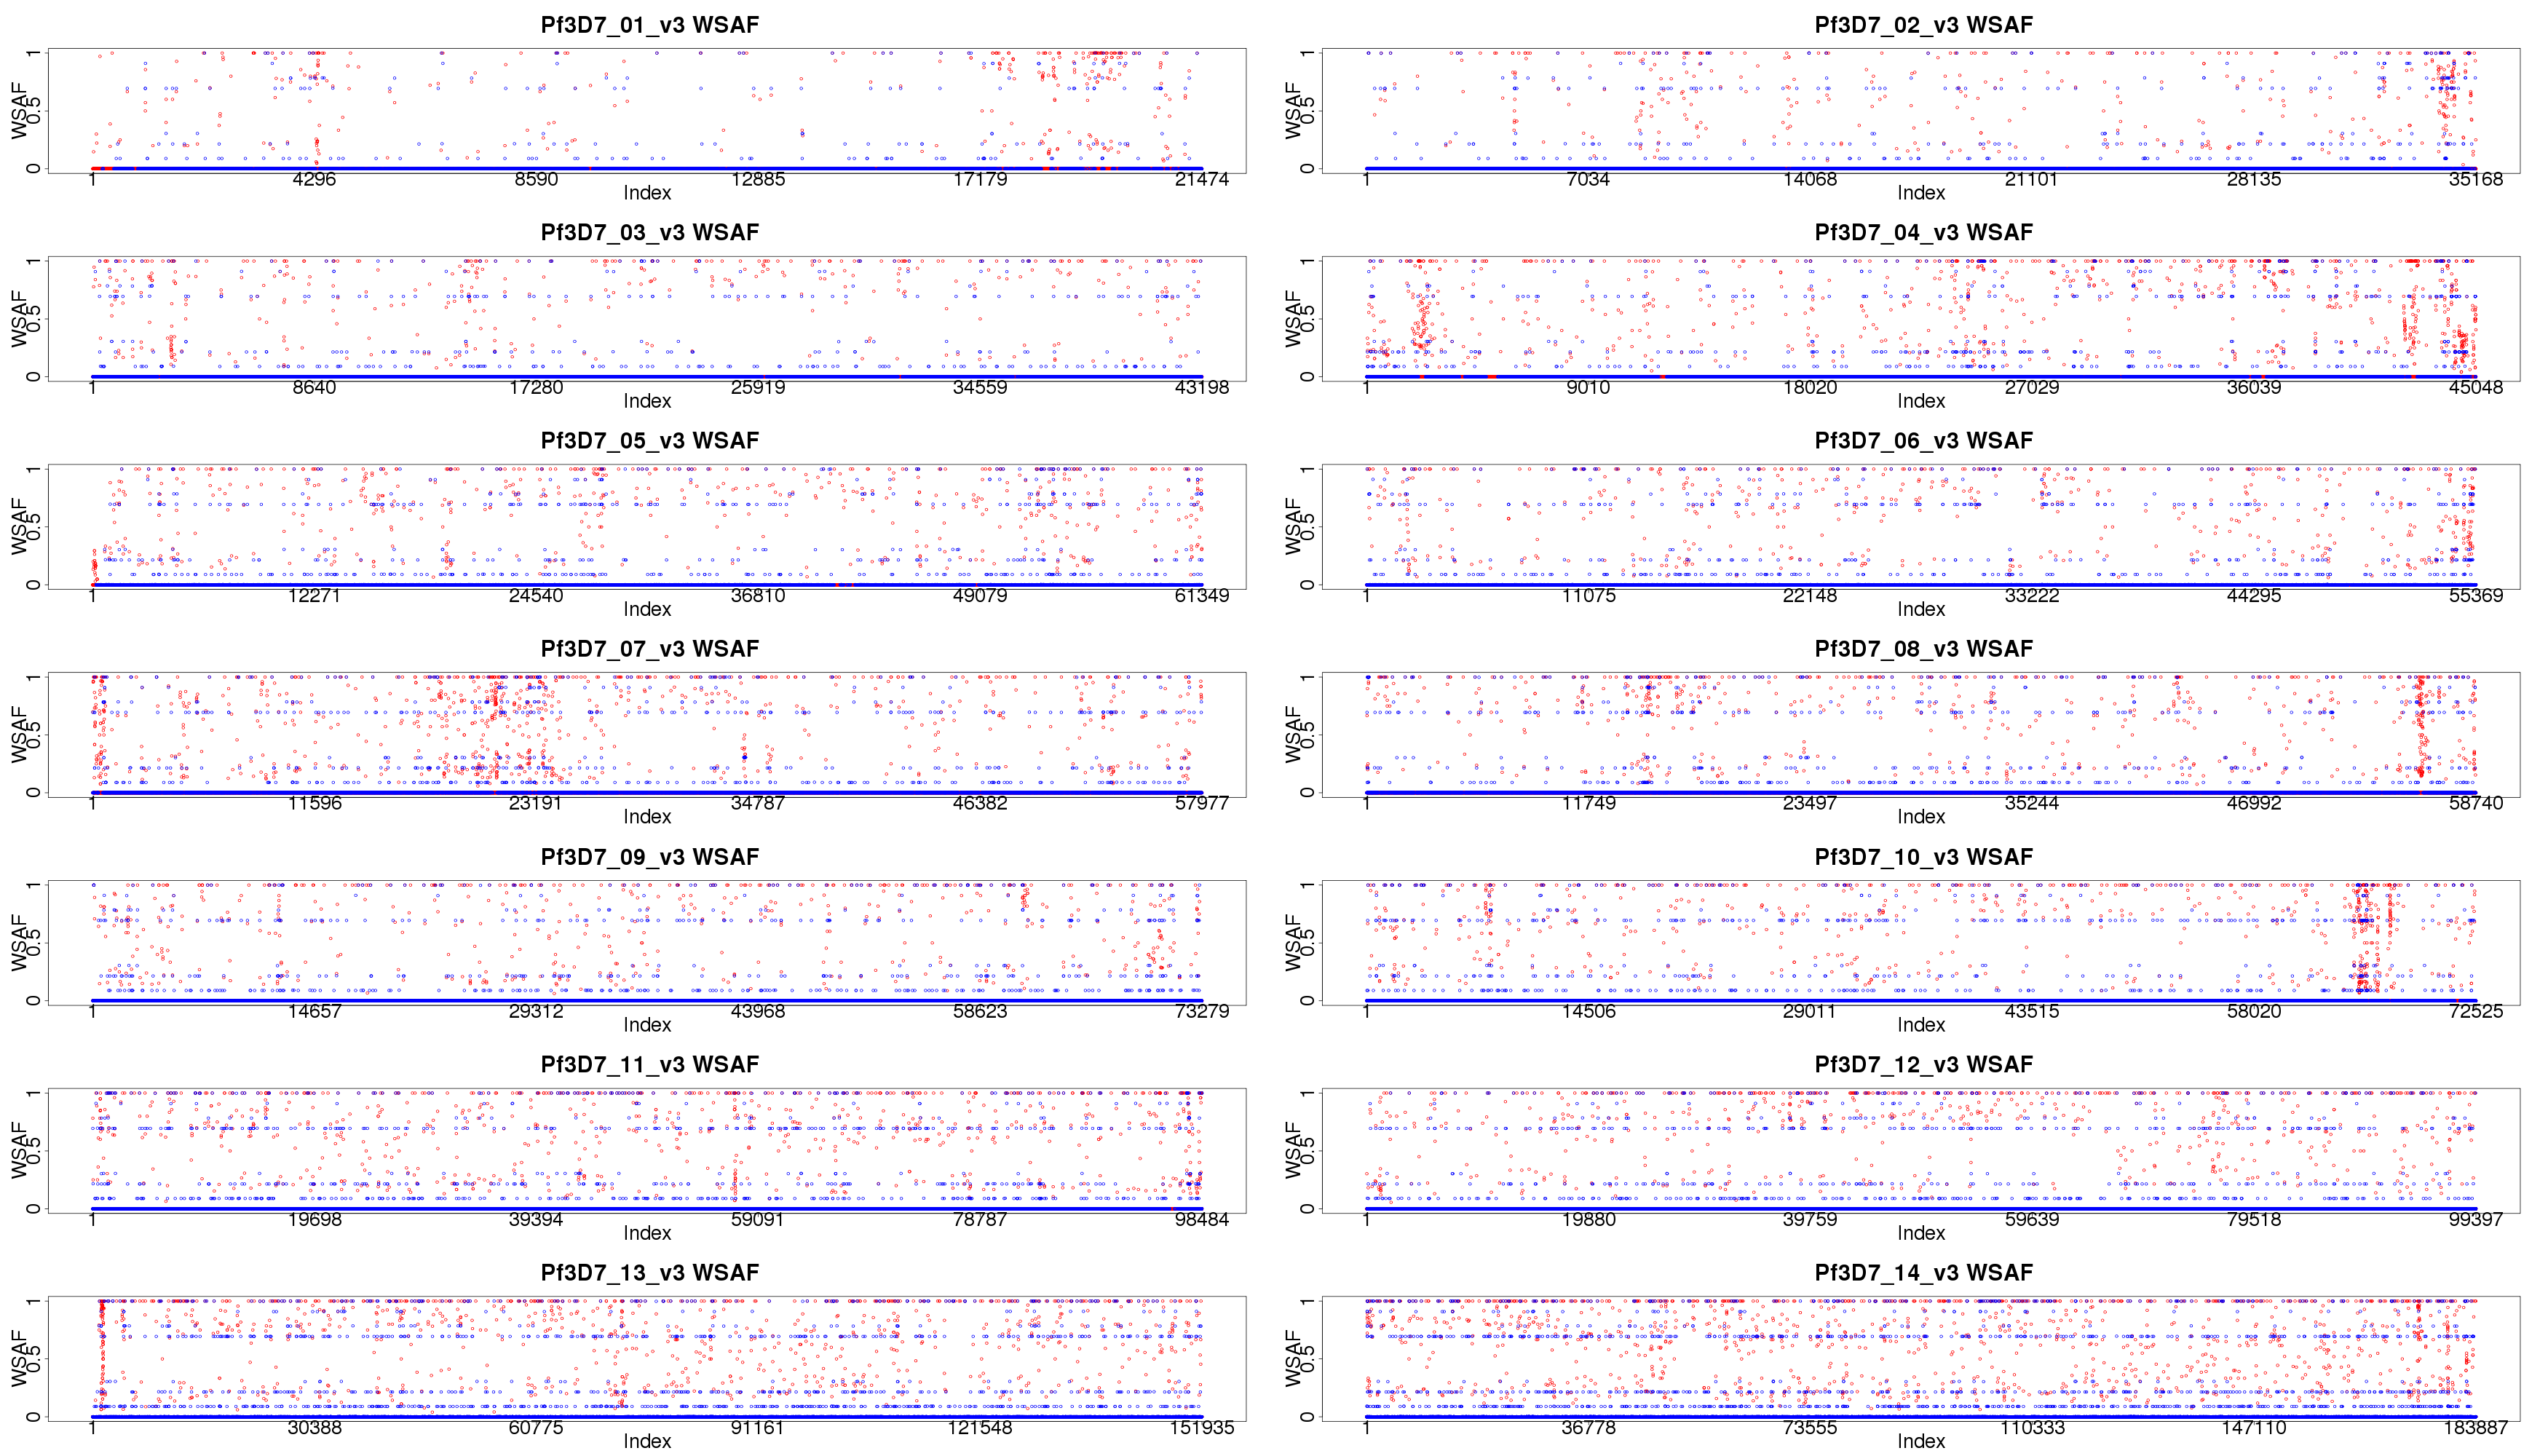 Pf3D7_01_v3 WSAF
WSAF
0 0.5 1
1 4296 8590 12885 17179 21474
Index
Pf3D7_02_v3 WSAF
WSAF
0 0.5 1
1 7034 14068 21101 28135 35168
Index
Pf3D7_03_v3 WSAF
WSAF
0 0.5 1
1 8640 17280 25919 34559 43198
Index
Pf3D7_04_v3 WSAF
WSAF
0 0.5 1
1 9010 18020 27029 36039 45048
Index
Pf3D7_05_v3 WSAF
WSAF
0 0.5 1
1 12271 24540 36810 49079 61349
Index
Pf3D7_06_v3 WSAF
WSAF
0 0.5 1
1 11075 22148 33222 44295 55369
Index
Pf3D7_07_v3 WSAF
WSAF
0 0.5 1
1 11596 23191 34787 46382 57977
Index
Pf3D7_08_v3 WSAF
WSAF
0 0.5 1
1 11749 23497 35244 46992 58740
Index
Pf3D7_09_v3 WSAF
WSAF
0 0.5 1
1 14657 29312 43968 58623 73279
Index
Pf3D7_10_v3 WSAF
WSAF
0 0.5 1
1 14506 29011 43515 58020 72525
Index
Pf3D7_11_v3 WSAF
WSAF
0 0.5 1
1 19698 39394 59091 78787 98484
Index
Pf3D7_12_v3 WSAF
WSAF
0 0.5 1
1 19880 39759 59639 79518 99397
Index
Pf3D7_13_v3 WSAF
WSAF
0 0.5 1
1 30388 60775 91161 121548 151935
Index
Pf3D7_14_v3 WSAF
WSAF
0 0.5 1
1 36778 73555 110333 147110 183887
Index